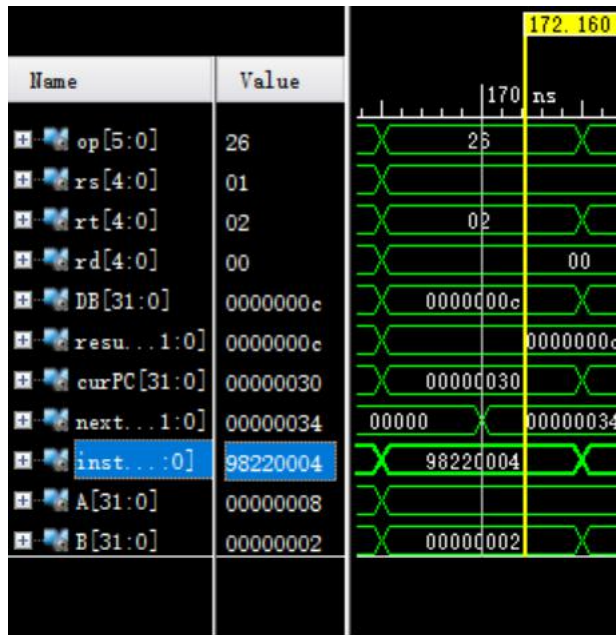 172.160
Name Value
170 ns
op[5:0] 26 26
rs[4:0] 01
rt[4:0] 02 02
rd[4:0] 00 00
DB[31:0] 0000000c 0000000c
resu...1:0] 0000000c 0000000c
curPC[31:0] 00000030 00000030
next...1:0] 00000034 00000 00000034
inst...:0] 98220004 98220004
A[31:0] 00000008
B[31:0] 00000002 00000002